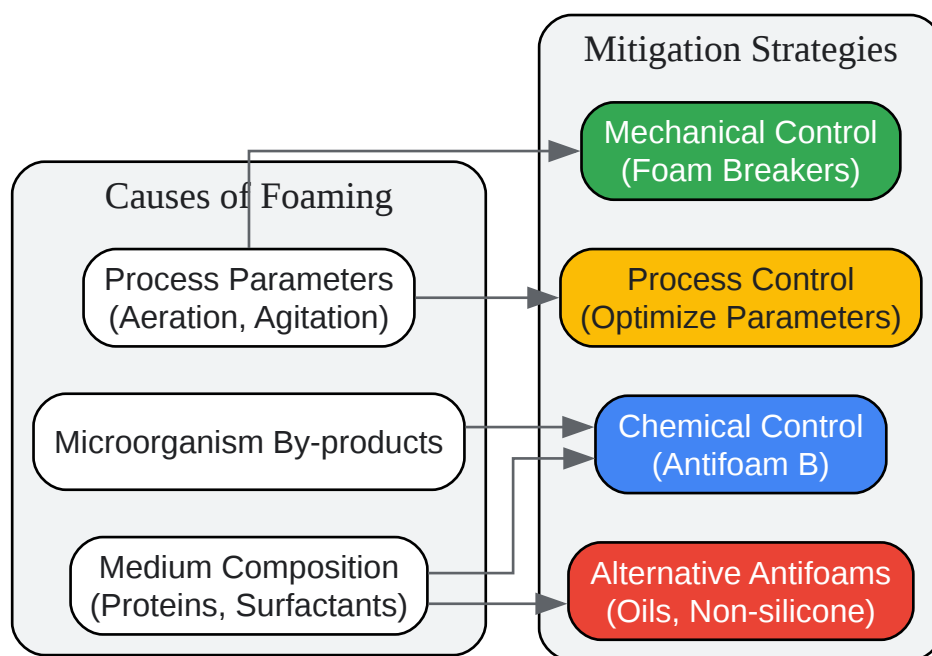 Mitigation Strategies
Mechanical Control
(Foam Breakers)
Causes of Foaming
Process Parameters
(Aeration, Agitation)
Process Control
(Optimize Parameters)
Microorganism By-products
Chemical Control
(Antifoam B)
Medium Composition
(Proteins, Surfactants)
Alternative Antifoams
(Oils, Non-silicone)